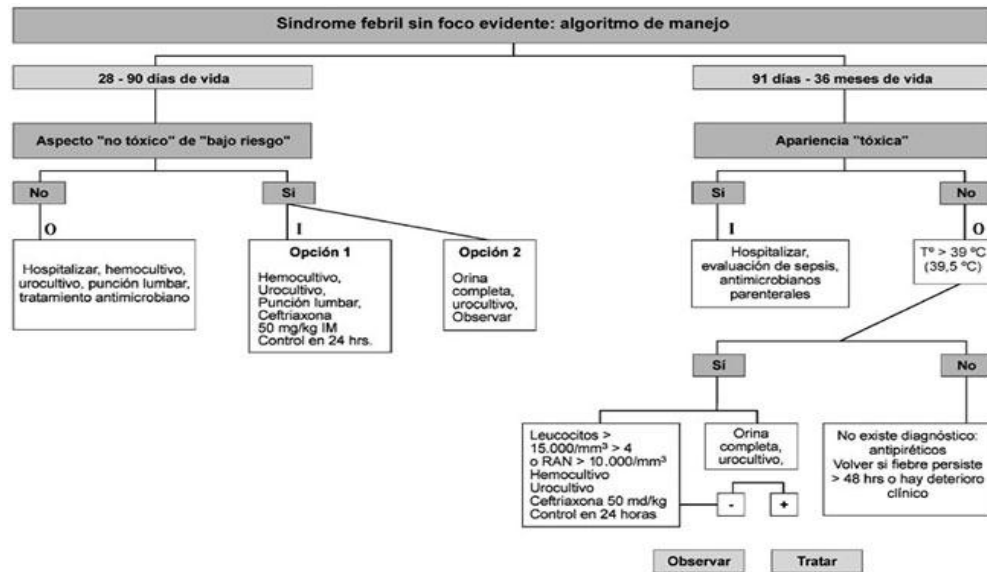 Síndrome febril sin foco evidente: algoritmo de manejo
28 - 90 días de vida
91 días - 36 meses de vida
Aspecto "no tóxico" de "bajo riesgo"
Apariencia "tóxica"
No
Sí
Sí
No
O
I
I
O
Hospitalizar, hemocultivo,
urocultivo, punción lumbar,
tratamiento antimicrobiano
Opción 1
Hemocultivo,
Urocultivo,
Punción lumbar,
Ceftriaxona
50 mg/kg IM
Control en 24 hrs.
Opción 2
Orina
completa,
urocultivo,
Observar
Hospitalizar,
evaluación de sepsis,
antimicrobianos
parenterales
Tº > 39 ºC
(39,5 ºC)
Sí
No
Leucocitos >
15.000/mm³ > 4
o RAN > 10.000/mm³
Hemocultivo
Urocultivo
Ceftriaxona 50 md/kg
Control en 24 horas
Orina
completa,
urocultivo,
-
+
No existe diagnóstico:
antipiréticos
Volver si fiebre persiste
> 48 hrs o hay deterioro
clínico
Observar
Tratar